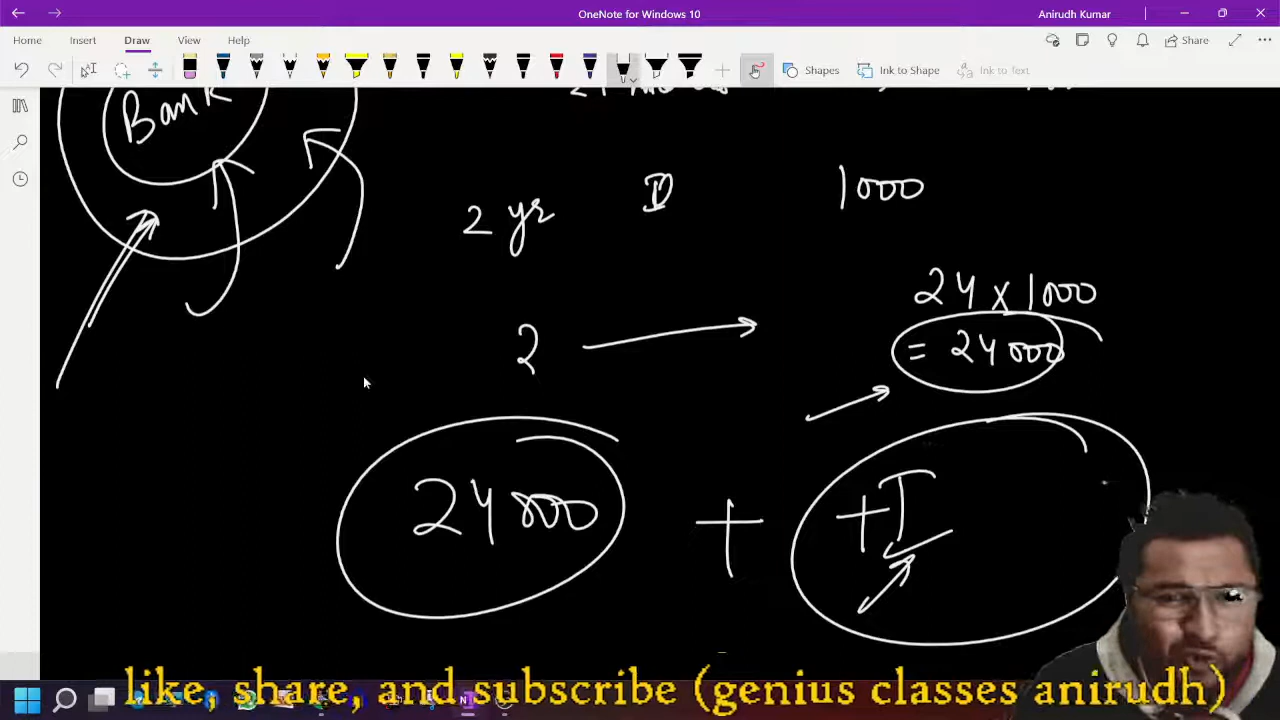 OneNote for Windows 10
Anirudh Kumar
Home Insert Draw View Help
Share
Shapes
Ink to Shape
Ink to Text
Bank
2 yr 1000
24 x 1000
2
= 24000
24000 + +I
like, share, and subscribe (genius classes anirudh)